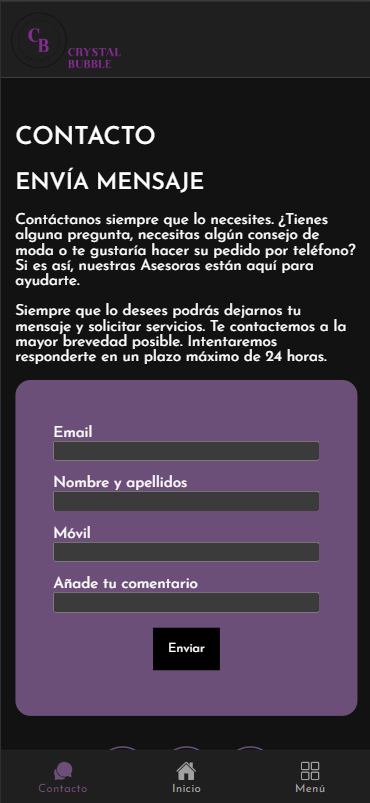 CB
CRYSTAL
BUBBLE
CONTACTO
ENVÍA MENSAJE
Contáctanos siempre que lo necesites. ¿Tienes
alguna pregunta, necesitas algún consejo de
moda o te gustaría hacer su pedido por teléfono?
Si es así, nuestras Asesoras están aquí para
ayudarte.
Siempre que lo desees podrás dejarnos tu
mensaje y solicitar servicios. Te contactemos a la
mayor brevedad posible. Intentaremos
responderte en un plazo máximo de 24 horas.
Email
Nombre y apellidos
Móvil
Añade tu comentario
Enviar
Contacto Inicio Menú